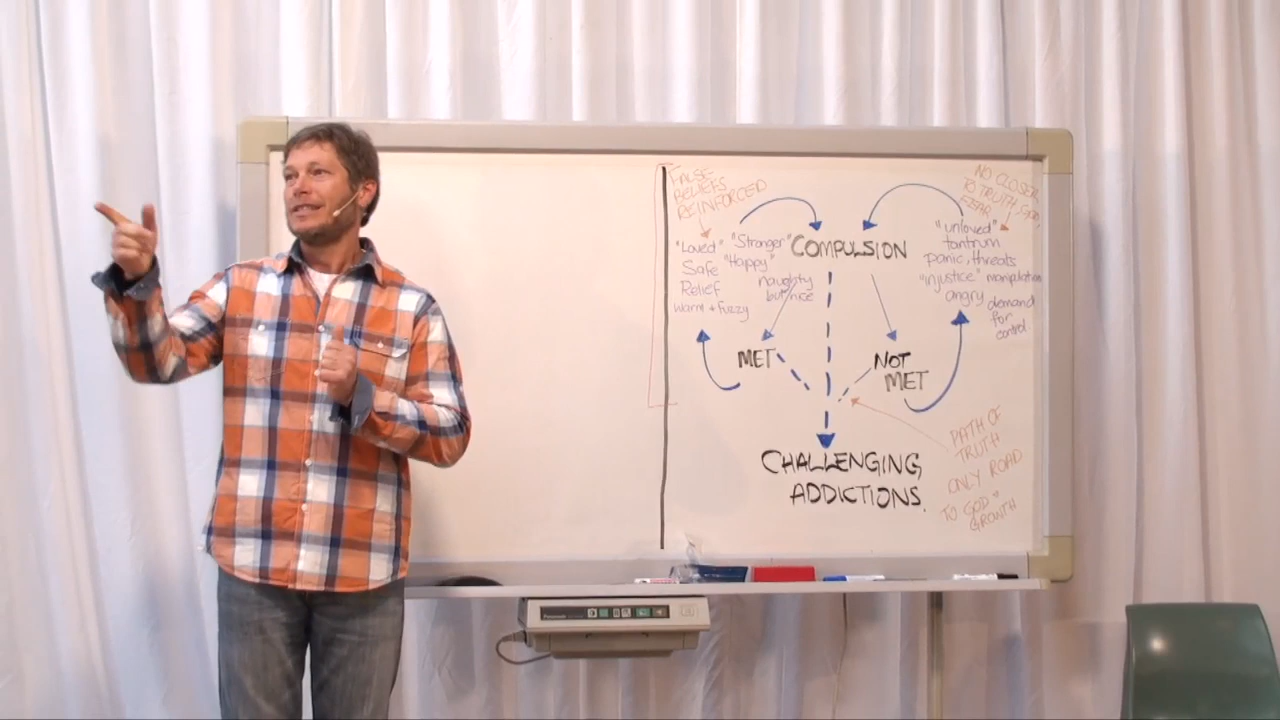 FALSE
BELIEFS
REINFORCED
"Loved" "Stronger"
Safe "Happy"
Relief naughty
but nice
warm + fuzzy
COMPULSION
NO CLOSER
TO TRUTH, GOD,
FEAR
"unloved"
tantrum
panic, threats
"injustice" manipulation
angry demand
for
control
MET
NOT
MET
CHALLENGING
ADDICTIONS.
PATH OF
TRUTH
ONLY ROAD
TO GOD +
GROWTH
Panasonic